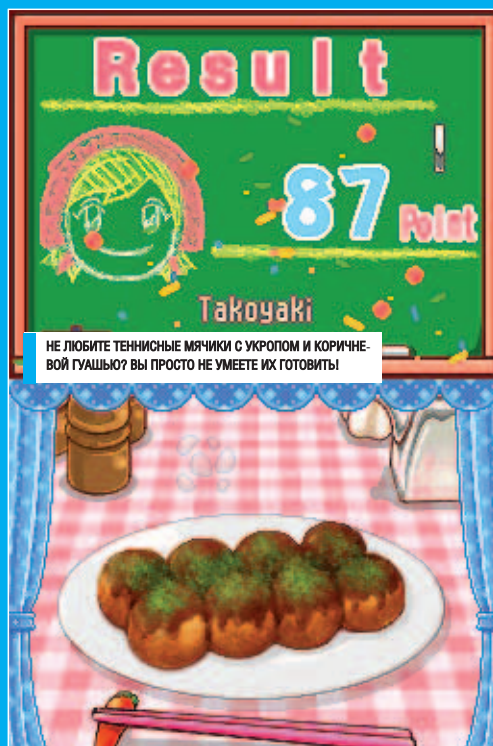 Result
87 Point
Takoyaki
НЕ ЛЮБИТЕ ТЕННИСНЫЕ МЯЧИКИ С УКРОПОМ И КОРИЧНЕ-
ВОЙ ГУАШЬЮ? ВЫ ПРОСТО НЕ УМЕЕТЕ ИХ ГОТОВИТЬ!